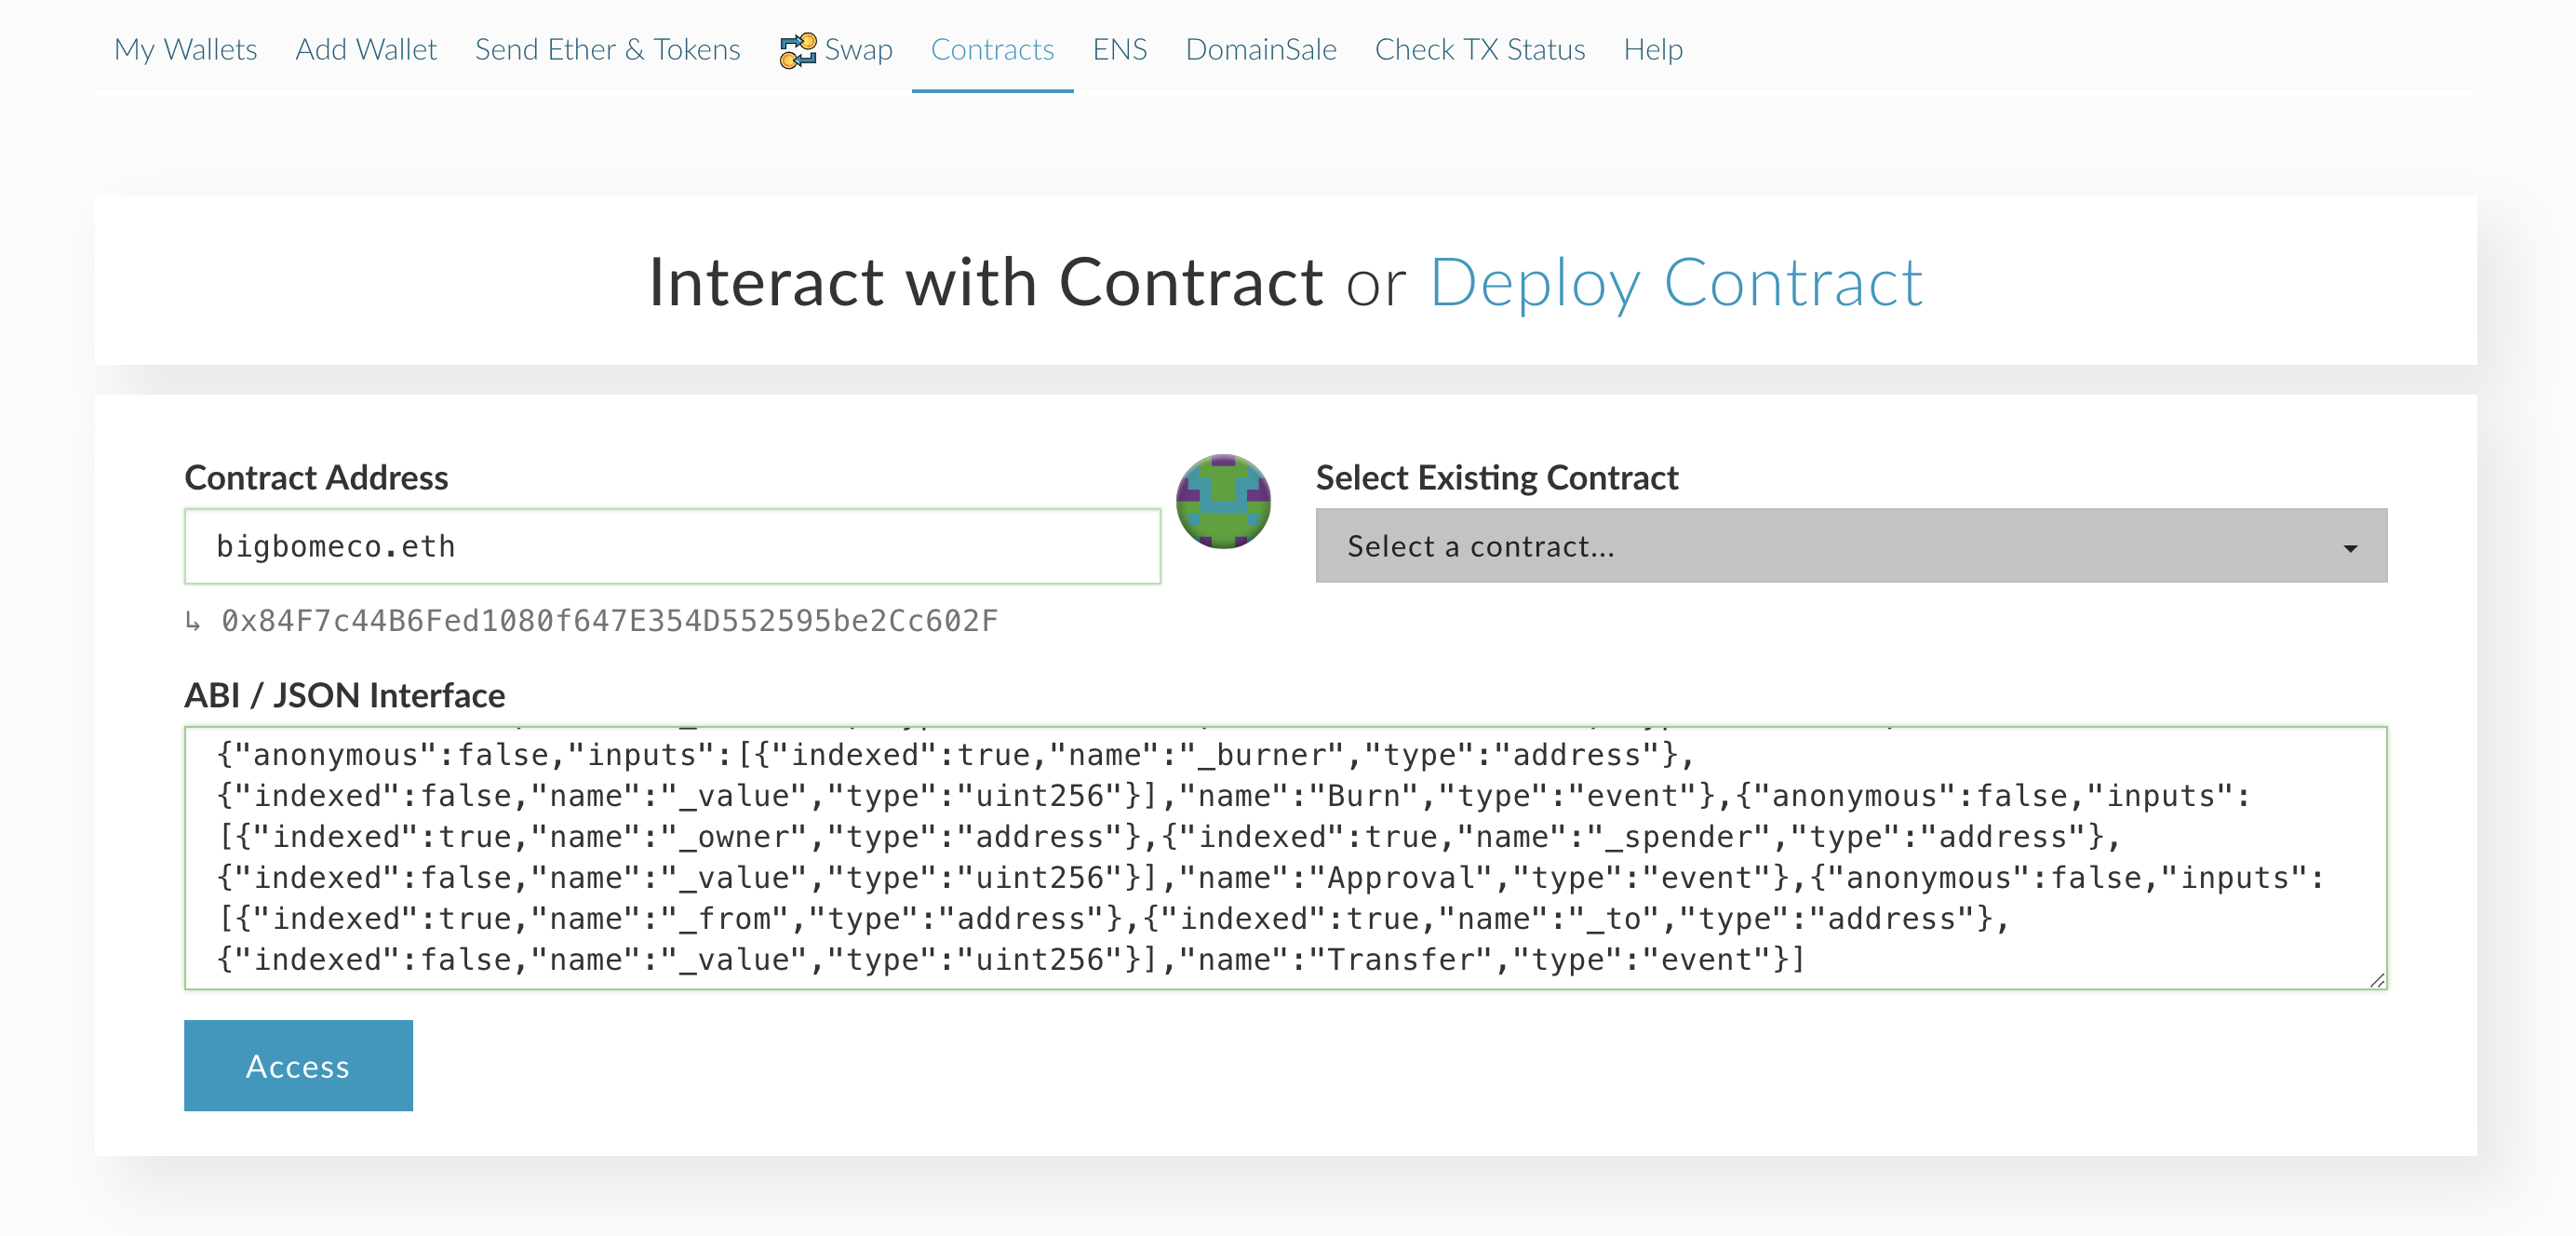 My Wallets Add Wallet Send Ether & Tokens Swap Contracts ENS DomainSale Check TX Status Help
Interact with Contract or Deploy Contract
Contract Address
bigbomeco.eth
↳ 0x84F7c44B6Fed1080f647E354D552595be2Cc602F
Select Existing Contract
Select a contract...
ABI / JSON Interface
{"anonymous":false,"inputs":[{"indexed":true,"name":"_burner","type":"address"},
{"indexed":false,"name":"_value","type":"uint256"}],"name":"Burn","type":"event"},{"anonymous":false,"inputs":
[{"indexed":true,"name":"_owner","type":"address"},{"indexed":true,"name":"_spender","type":"address"},
{"indexed":false,"name":"_value","type":"uint256"}],"name":"Approval","type":"event"},{"anonymous":false,"inputs":
[{"indexed":true,"name":"_from","type":"address"},{"indexed":true,"name":"_to","type":"address"},
{"indexed":false,"name":"_value","type":"uint256"}],"name":"Transfer","type":"event"}]
Access